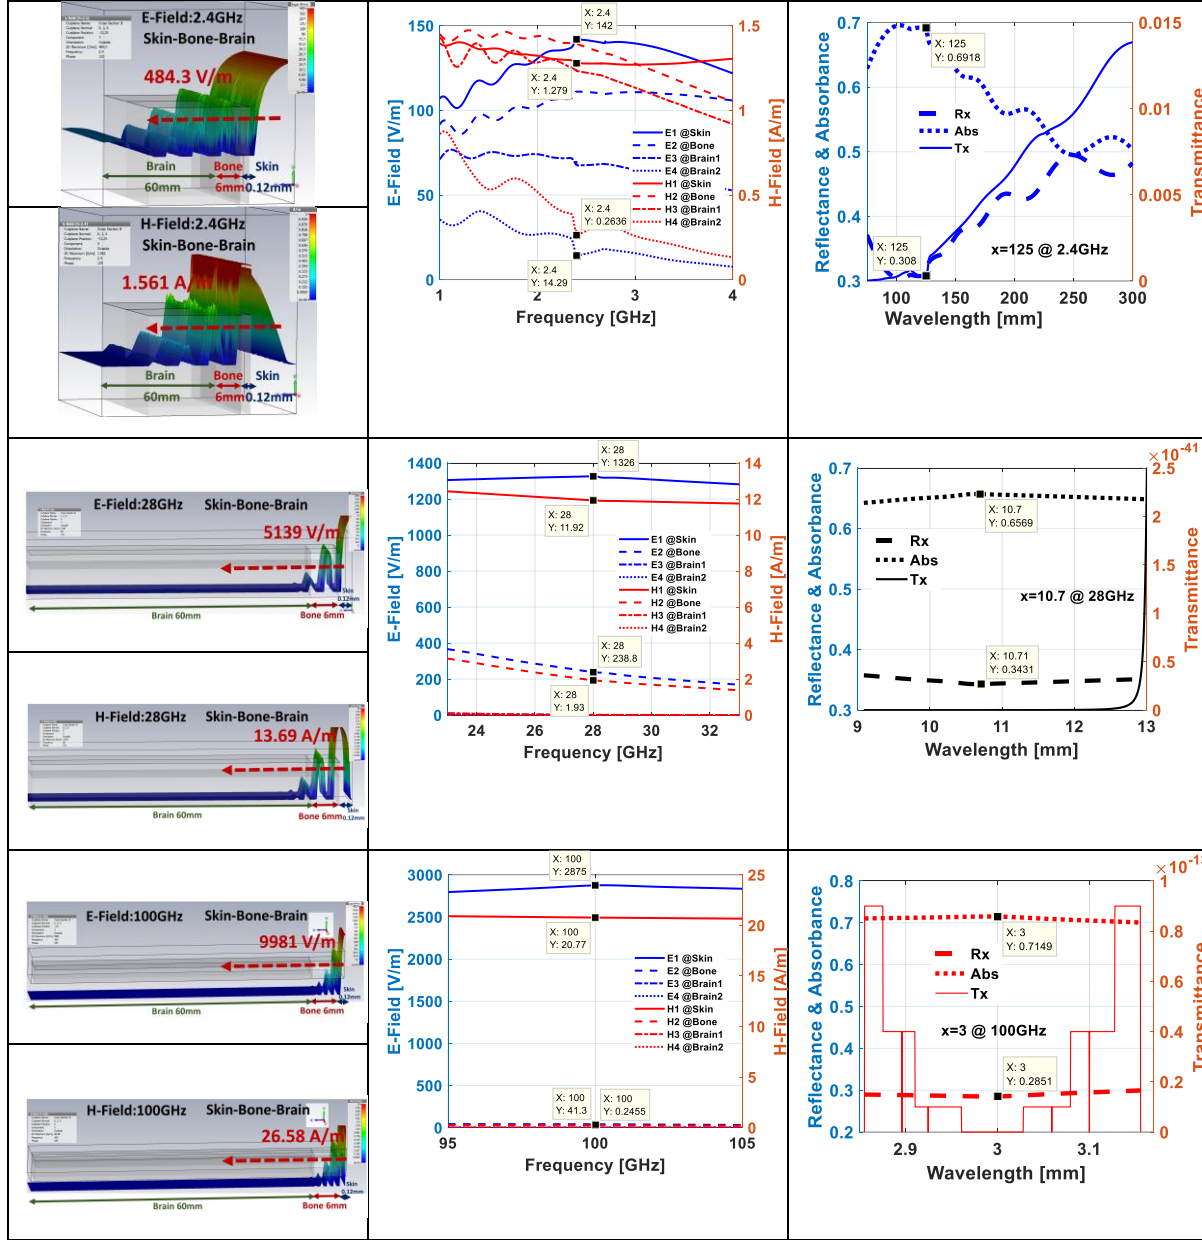 E-Field:2.4GHz
Skin-Bone-Brain
484.3 V/m
Brain
Bone
Skin
60mm
6mm
0.12mm
H-Field:2.4GHz
Skin-Bone-Brain
1.561 A/m
Brain
Bone
Skin
60mm
6mm
0.12mm
X: 2.4
Y: 142
X: 2.4
Y: 1.279
X: 2.4
Y: 0.2636
X: 2.4
Y: 14.29
E1 @Skin
E2 @Bone
E3 @Brain1
E4 @Brain2
H1 @Skin
H2 @Bone
H3 @Brain1
H4 @Brain2
0
50
100
150
0
0.5
1
1.5
1
2
3
4
E-Field [V/m]
H-Field [A/m]
Frequency [GHz]
X: 125
Y: 0.6918
X: 125
Y: 0.308
Rx
Abs
Tx
x=125 @ 2.4GHz
0.3
0.4
0.5
0.6
0.7
0
0.005
0.01
0.015
100
150
200
250
300
Reflectance & Absorbance
Transmittance
Wavelength [mm]
E-Field:28GHz
Skin-Bone-Brain
5139 V/m
Brain 60mm
Bone 6mm
Skin
0.12mm
H-Field:28GHz
Skin-Bone-Brain
13.69 A/m
Brain 60mm
Bone 6mm
Skin
0.12mm
X: 28
Y: 1326
X: 28
Y: 11.92
X: 28
Y: 238.8
X: 28
Y: 1.93
E1 @Skin
E2 @Bone
E3 @Brain1
E4 @Brain2
H1 @Skin
H2 @Bone
H3 @Brain1
H4 @Brain2
0
200
400
600
800
1000
1200
1400
0
2
4
6
8
10
12
14
24
26
28
30
32
E-Field [V/m]
H-Field [A/m]
Frequency [GHz]
×10⁻⁴¹
X: 10.7
Y: 0.6569
X: 10.71
Y: 0.3431
Rx
Abs
Tx
x=10.7 @ 28GHz
0.3
0.4
0.5
0.6
0.7
0
0.5
1
1.5
2
2.5
9
10
11
12
13
Reflectance & Absorbance
Transmittance
Wavelength [mm]
E-Field:100GHz
Skin-Bone-Brain
9981 V/m
Brain 60mm
Bone 6mm
Skin
0.12mm
H-Field:100GHz
Skin-Bone-Brain
26.58 A/m
Brain 60mm
Bone 6mm
Skin
0.12mm
X: 100
Y: 2875
X: 100
Y: 20.77
X: 100
Y: 41.3
X: 100
Y: 0.2455
E1 @Skin
E2 @Bone
E3 @Brain1
E4 @Brain2
H1 @Skin
H2 @Bone
H3 @Brain1
H4 @Brain2
0
500
1000
1500
2000
2500
3000
0
5
10
15
20
25
95
100
105
E-Field [V/m]
H-Field [A/m]
Frequency [GHz]
X: 3
Y: 0.7149
X: 3
Y: 0.2851
Rx
Abs
Tx
x=3 @ 100GHz
0.2
0.3
0.4
0.5
0.6
0.7
0.8
0
0.2
0.4
0.6
0.8
1
2.9
3
3.1
Reflectance & Absorbance
Transmittance
Wavelength [mm]